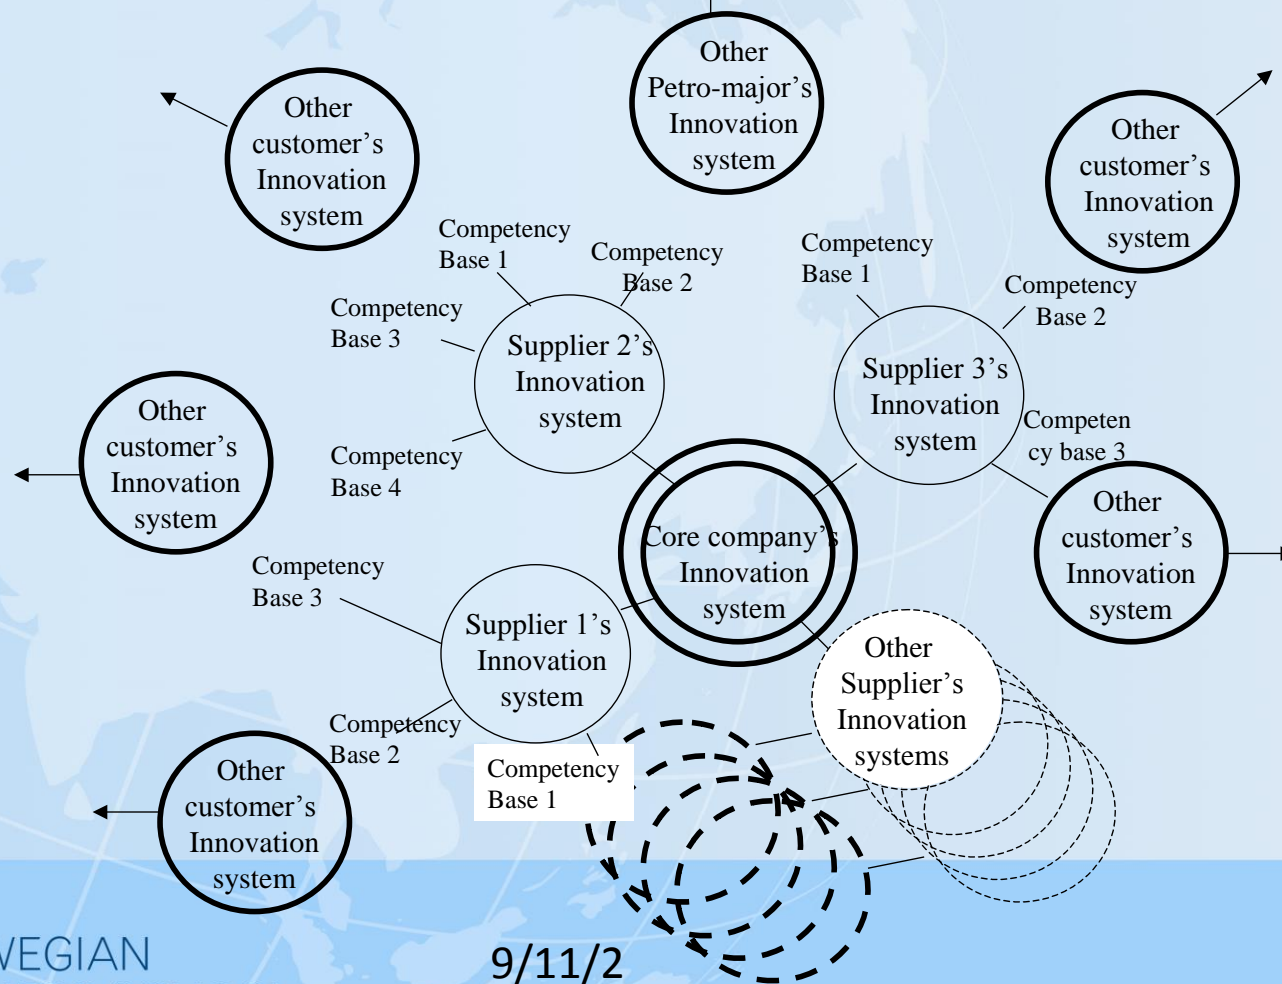 Other
Petro-major’s
Innovation
system
Other
customer’s
Innovation
system
Other
customer’s
Innovation
system
Competency
Base 1
Competency
Base 2
Competency
Base 3
Supplier 2’s
Innovation
system
Competency
Base 4
Competency
Base 1
Competency
Base 2
Supplier 3’s
Innovation
system
Competen
cy base 3
Other
customer’s
Innovation
system
Core company’s
Innovation
system
Other
customer’s
Innovation
system
Competency
Base 3
Supplier 1’s
Innovation
system
Competency
Base 2
Competency
Base 1
Other
Supplier’s
Innovation
systems
Other
customer’s
Innovation
system
WEGIAN
9/11/2